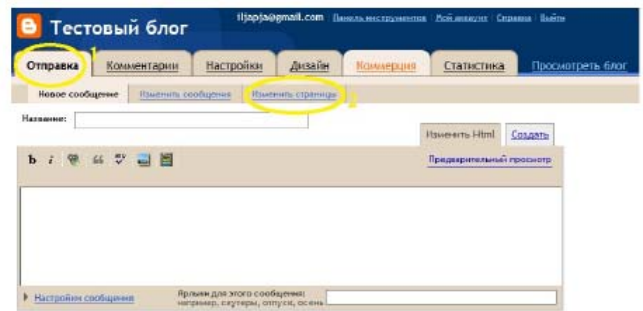 Тестовый блог
iljapja@gmail.com Панель инструментов Мой аккаунт Справка Выйти
Отправка 1 Комментарии Настройки Дизайн Коммерция Статистика Просмотреть блог
Новое сообщение Изменить сообщения Изменить страницы 2
Название:
Изменить Html Создать
b i ABC
Предварительный просмотр
Настройки сообщения
Ярлыки для этого сообщения:
например, скутеры, отпуск, осень